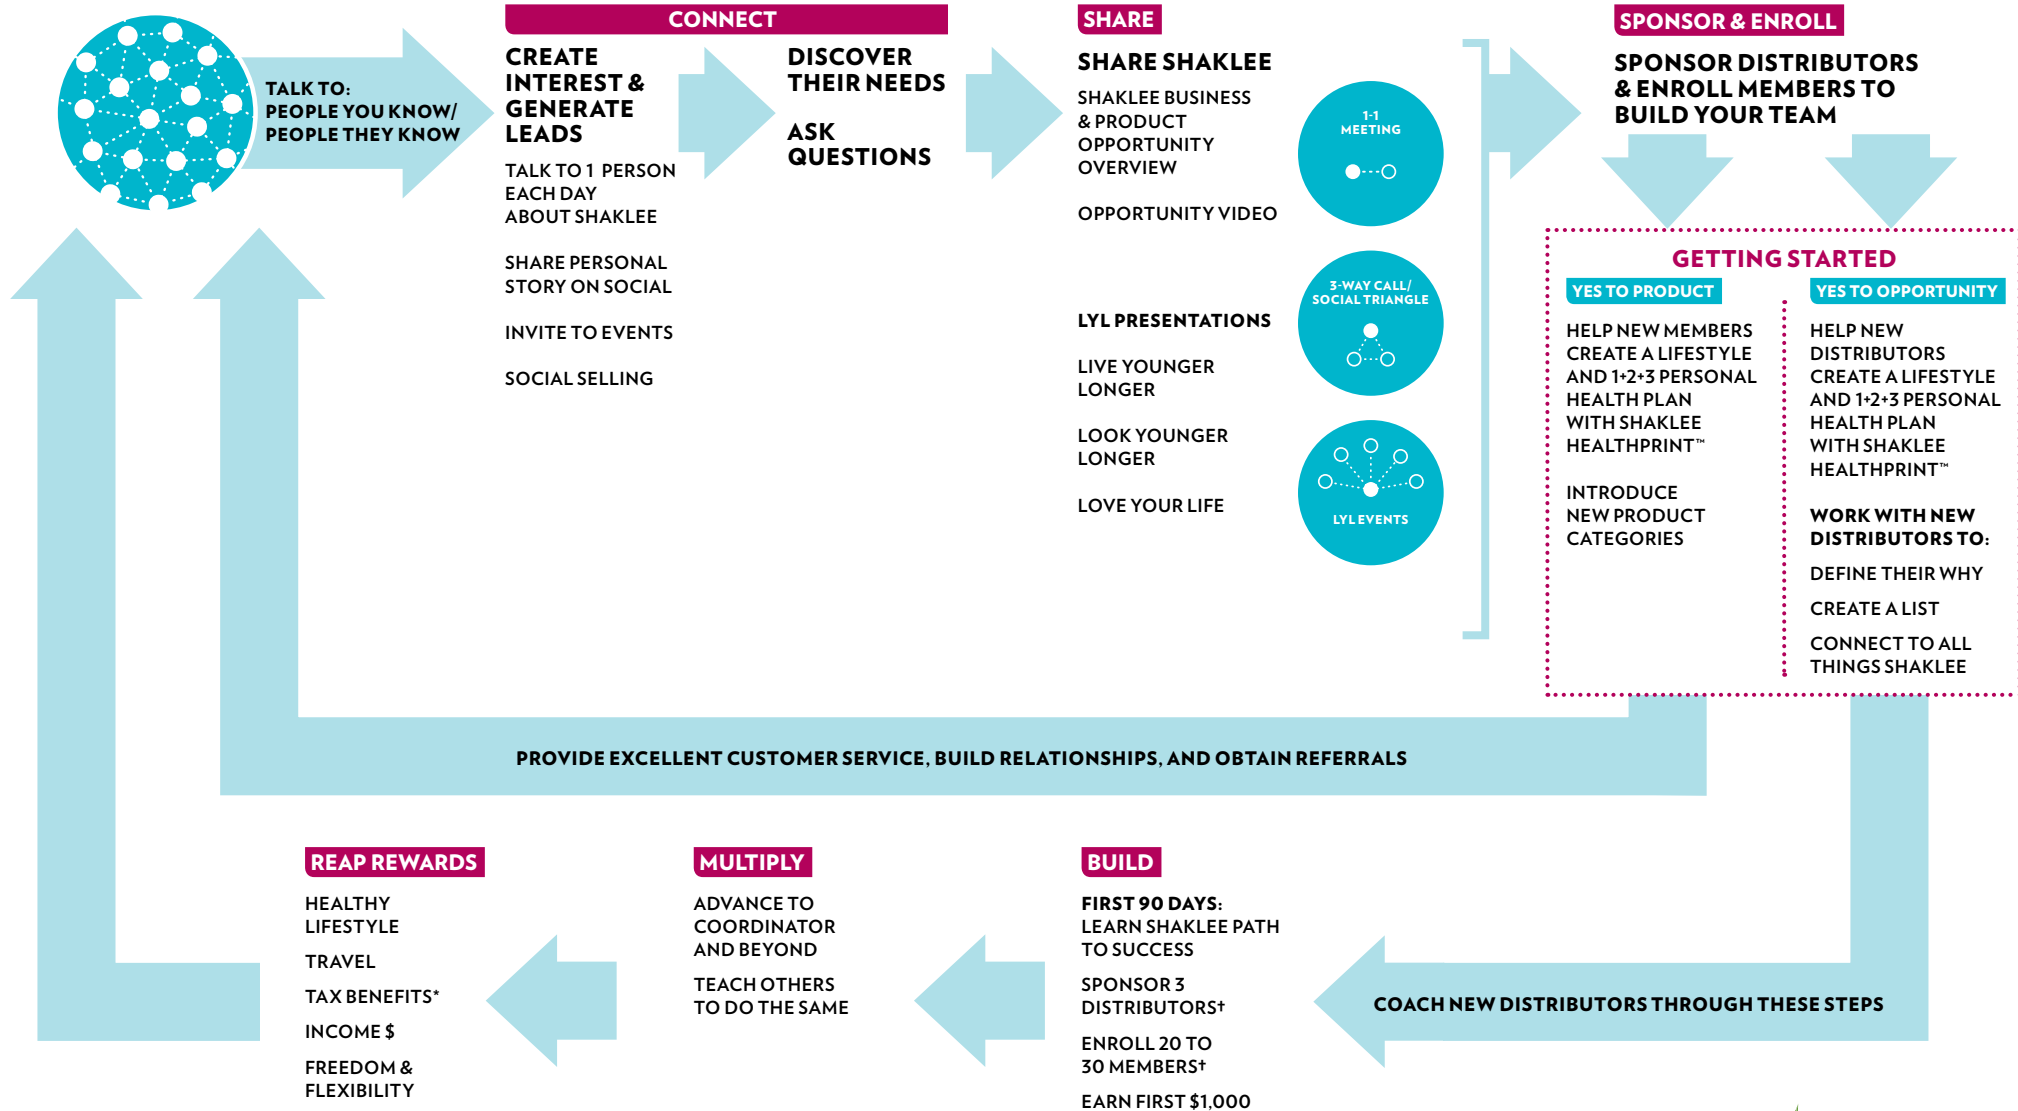 TALK TO:
PEOPLE YOU KNOW/
PEOPLE THEY KNOW
CONNECT
CREATE
INTEREST &
GENERATE
LEADS
TALK TO 1 PERSON
EACH DAY
ABOUT SHAKLEE
SHARE PERSONAL
STORY ON SOCIAL
INVITE TO EVENTS
SOCIAL SELLING
DISCOVER
THEIR NEEDS
ASK
QUESTIONS
SHARE
SHARE SHAKLEE
SHAKLEE BUSINESS
& PRODUCT
OPPORTUNITY
OVERVIEW
OPPORTUNITY VIDEO
LYL PRESENTATIONS
LIVE YOUNGER
LONGER
LOOK YOUNGER
LONGER
LOVE YOUR LIFE
1-1
MEETING
3-WAY CALL/
SOCIAL TRIANGLE
LYL EVENTS
SPONSOR & ENROLL
SPONSOR DISTRIBUTORS
& ENROLL MEMBERS TO
BUILD YOUR TEAM
GETTING STARTED
YES TO PRODUCT
HELP NEW MEMBERS
CREATE A LIFESTYLE
AND 1+2+3 PERSONAL
HEALTH PLAN
WITH SHAKLEE
HEALTHPRINT™
INTRODUCE
NEW PRODUCT
CATEGORIES
YES TO OPPORTUNITY
HELP NEW
DISTRIBUTORS
CREATE A LIFESTYLE
AND 1+2+3 PERSONAL
HEALTH PLAN
WITH SHAKLEE
HEALTHPRINT™
WORK WITH NEW
DISTRIBUTORS TO:
DEFINE THEIR WHY
CREATE A LIST
CONNECT TO ALL
THINGS SHAKLEE
PROVIDE EXCELLENT CUSTOMER SERVICE, BUILD RELATIONSHIPS, AND OBTAIN REFERRALS
COACH NEW DISTRIBUTORS THROUGH THESE STEPS
BUILD
FIRST 90 DAYS:
LEARN SHAKLEE PATH
TO SUCCESS
SPONSOR 3
DISTRIBUTORS†
ENROLL 20 TO
30 MEMBERS†
EARN FIRST $1,000
MULTIPLY
ADVANCE TO
COORDINATOR
AND BEYOND
TEACH OTHERS
TO DO THE SAME
REAP REWARDS
HEALTHY
LIFESTYLE
TRAVEL
TAX BENEFITS*
INCOME $
FREEDOM &
FLEXIBILITY